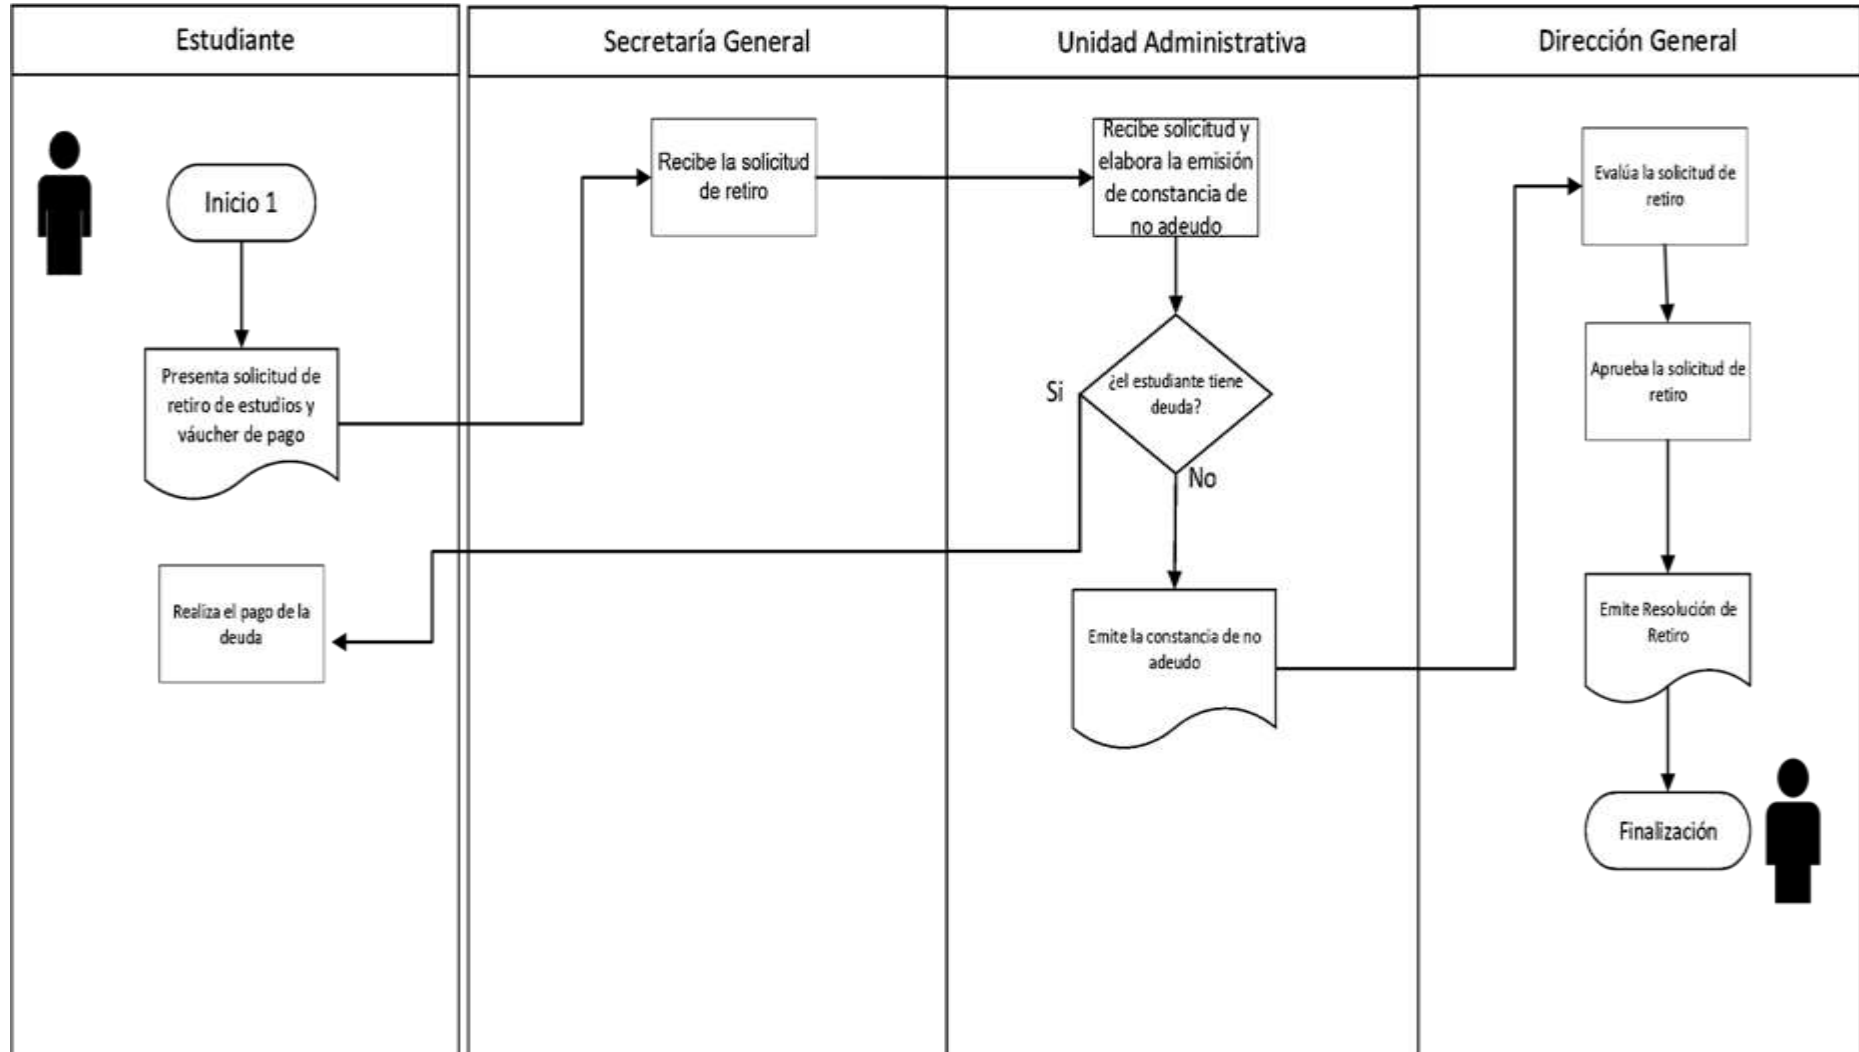 Estudiante
Secretaría General
Unidad Administrativa
Dirección General
Inicio 1
Presenta solicitud de
retiro de estudios y
váucher de pago
Realiza el pago de la
deuda
Recibe la solicitud
de retiro
Recibe solicitud y
elabora la emisión
de constancia de
no adeudo
¿el estudiante tiene
deuda?
Si
No
Emite la constancia de no
adeudo
Evalúa la solicitud de
retiro
Aprueba la solicitud de
retiro
Emite Resolución de
Retiro
Finalización